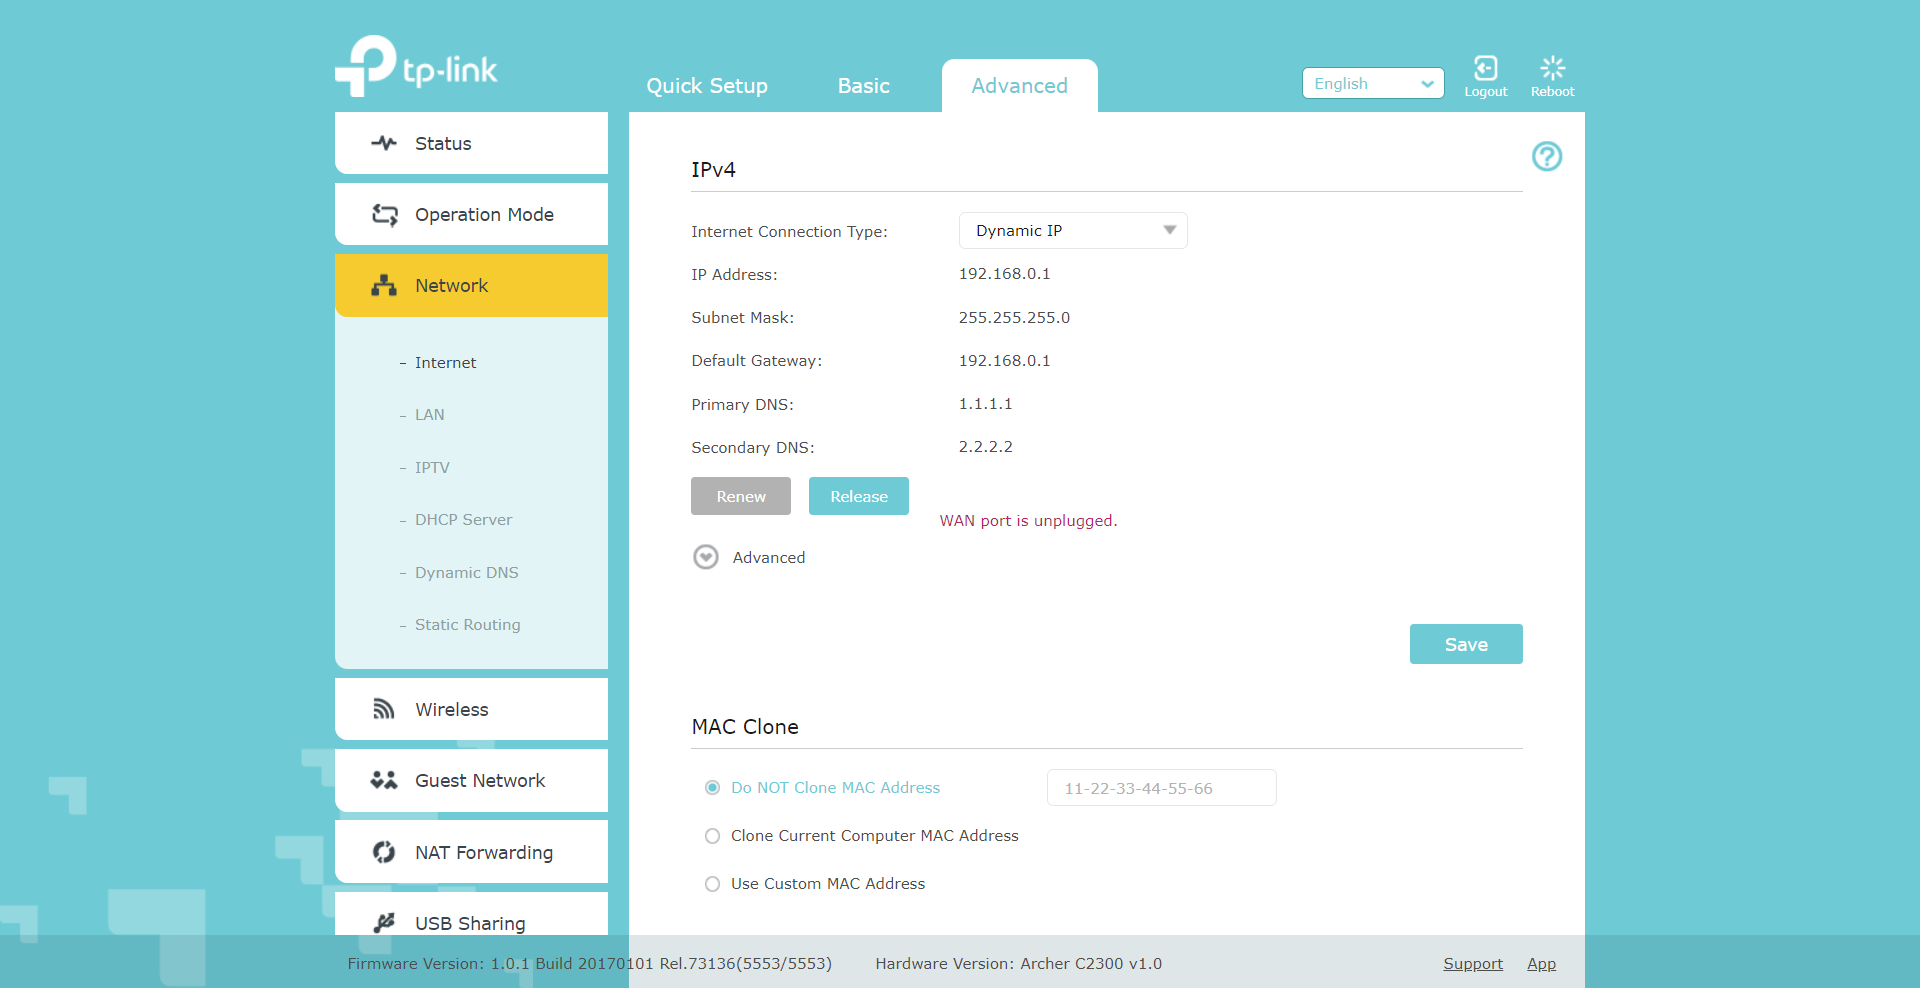 tp-link
Quick Setup
Basic
Advanced
English
Logout
Reboot
Status
Operation Mode
Network
- Internet
- LAN
- IPTV
- DHCP Server
- Dynamic DNS
- Static Routing
Wireless
Guest Network
NAT Forwarding
USB Sharing
IPv4
Internet Connection Type: Dynamic IP
IP Address: 192.168.0.1
Subnet Mask: 255.255.255.0
Default Gateway: 192.168.0.1
Primary DNS: 1.1.1.1
Secondary DNS: 2.2.2.2
Renew Release
WAN port is unplugged.
Advanced
Save
MAC Clone
Do NOT Clone MAC Address 11-22-33-44-55-66
Clone Current Computer MAC Address
Use Custom MAC Address
Firmware Version: 1.0.1 Build 20170101 Rel.73136(5553/5553) Hardware Version: Archer C2300 v1.0 Support App